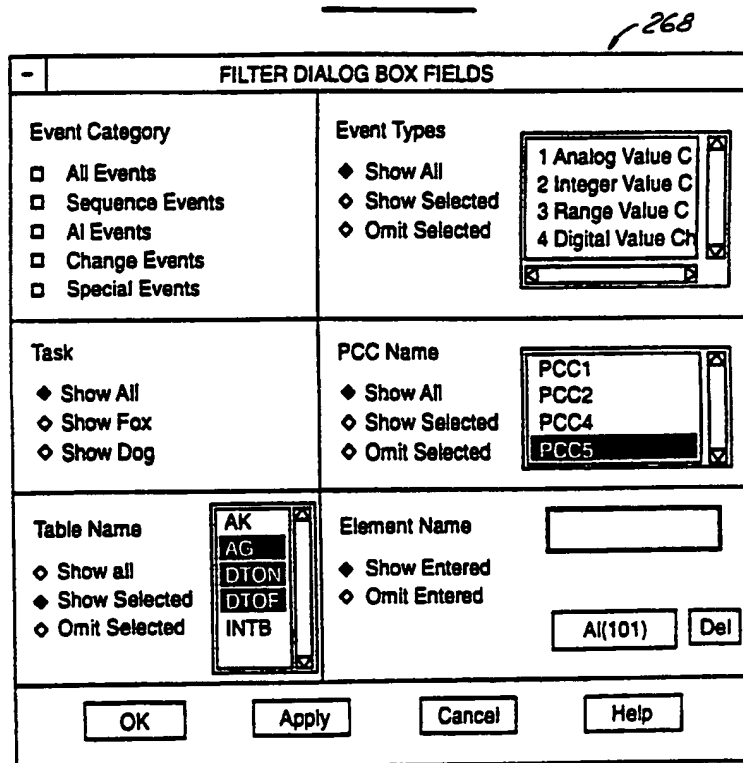 268
- FILTER DIALOG BOX FIELDS
Event Category
All Events
Sequence Events
AI Events
Change Events
Special Events
Event Types
Show All
Show Selected
Omit Selected
1 Analog Value C
2 Integer Value C
3 Range Value C
4 Digital Value Ch
Task
Show All
Show Fox
Show Dog
PCC Name
Show All
Show Selected
Omit Selected
PCC1
PCC2
PCC4
PCC5
Table Name
Show all
Show Selected
Omit Selected
AK
AG
DTON
DTOF
INTB
Element Name
Show Entered
Omit Entered
AI(101)
Del
OK
Apply
Cancel
Help